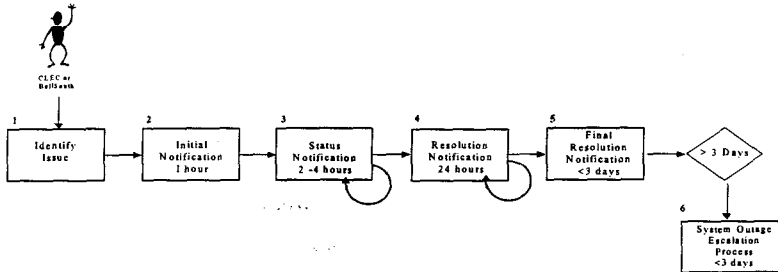 CLEC or
BellSouth
1
Identify
Issue
2
Initial
Notification
1 hour
3
Status
Notification
2 -4 hours
4
Resolution
Notification
24 hours
5
Final
Resolution
Notification
<3 days
> 3 Days
6
System Outage
Escalation
Process
<3 days